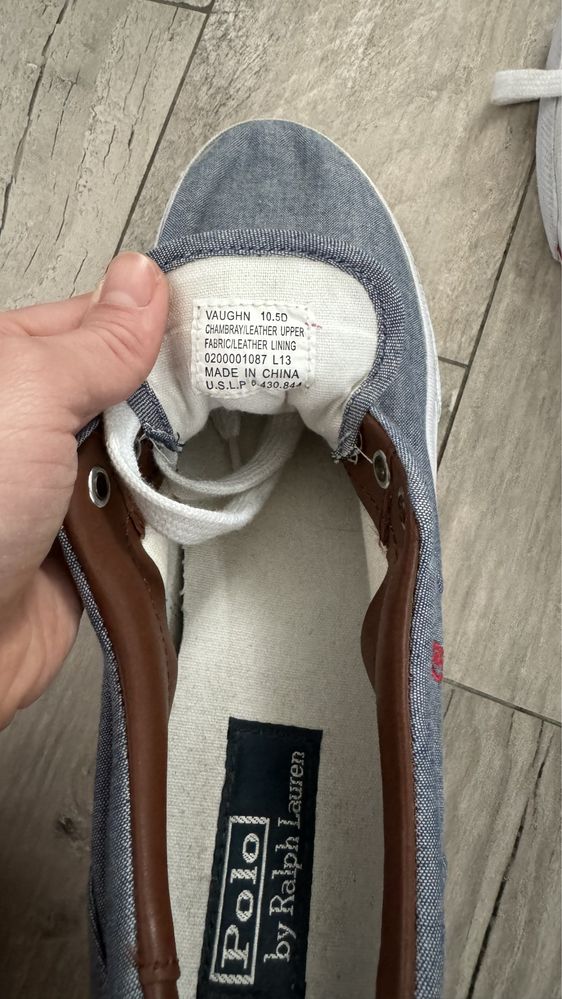 VAUGHN 10.5D
CHAMBRAY/LEATHER UPPER
FABRIC/LEATHER LINING
0200001087 L13
MADE IN CHINA
U.S.L.P
Polo
by Ralph Lauren